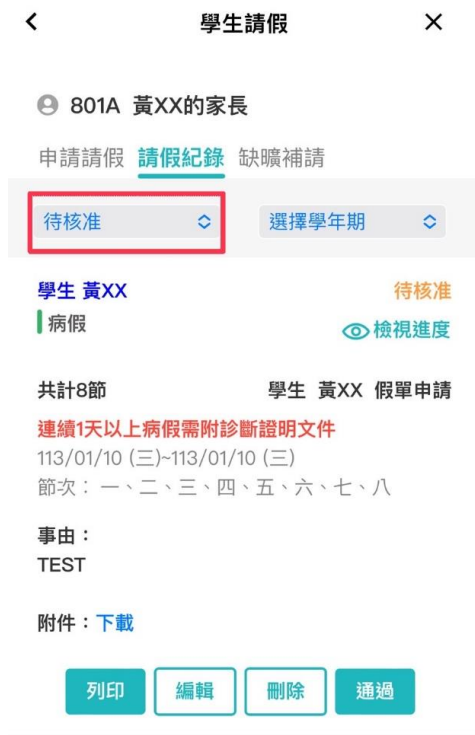 學生請假
801A 黃XX的家長
申請請假 請假紀錄 缺曠補請
待核准 選擇學年期
學生 黃XX 待核准
病假 檢視進度
共計8節 學生 黃XX 假單申請
連續1天以上病假需附診斷證明文件
113/01/10 (三)~113/01/10 (三)
節次：一、二、三、四、五、六、七、八
事由：
TEST
附件：下載
列印 編輯 刪除 通過